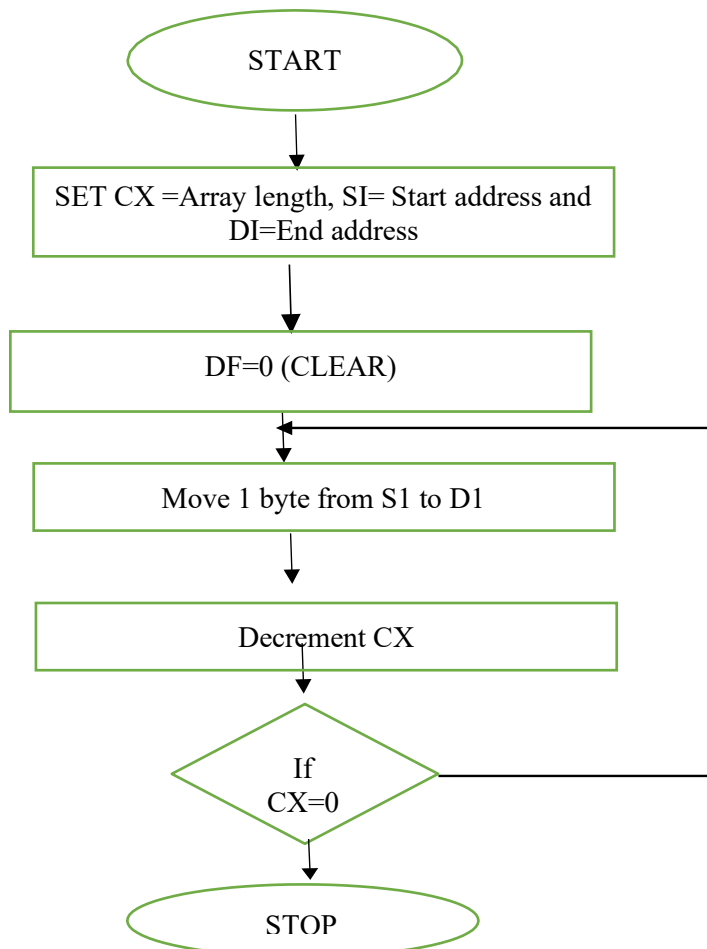 START
SET CX =Array length, SI= Start address and
DI=End address
DF=0 (CLEAR)
Move 1 byte from S1 to D1
Decrement CX
If
CX=0
STOP